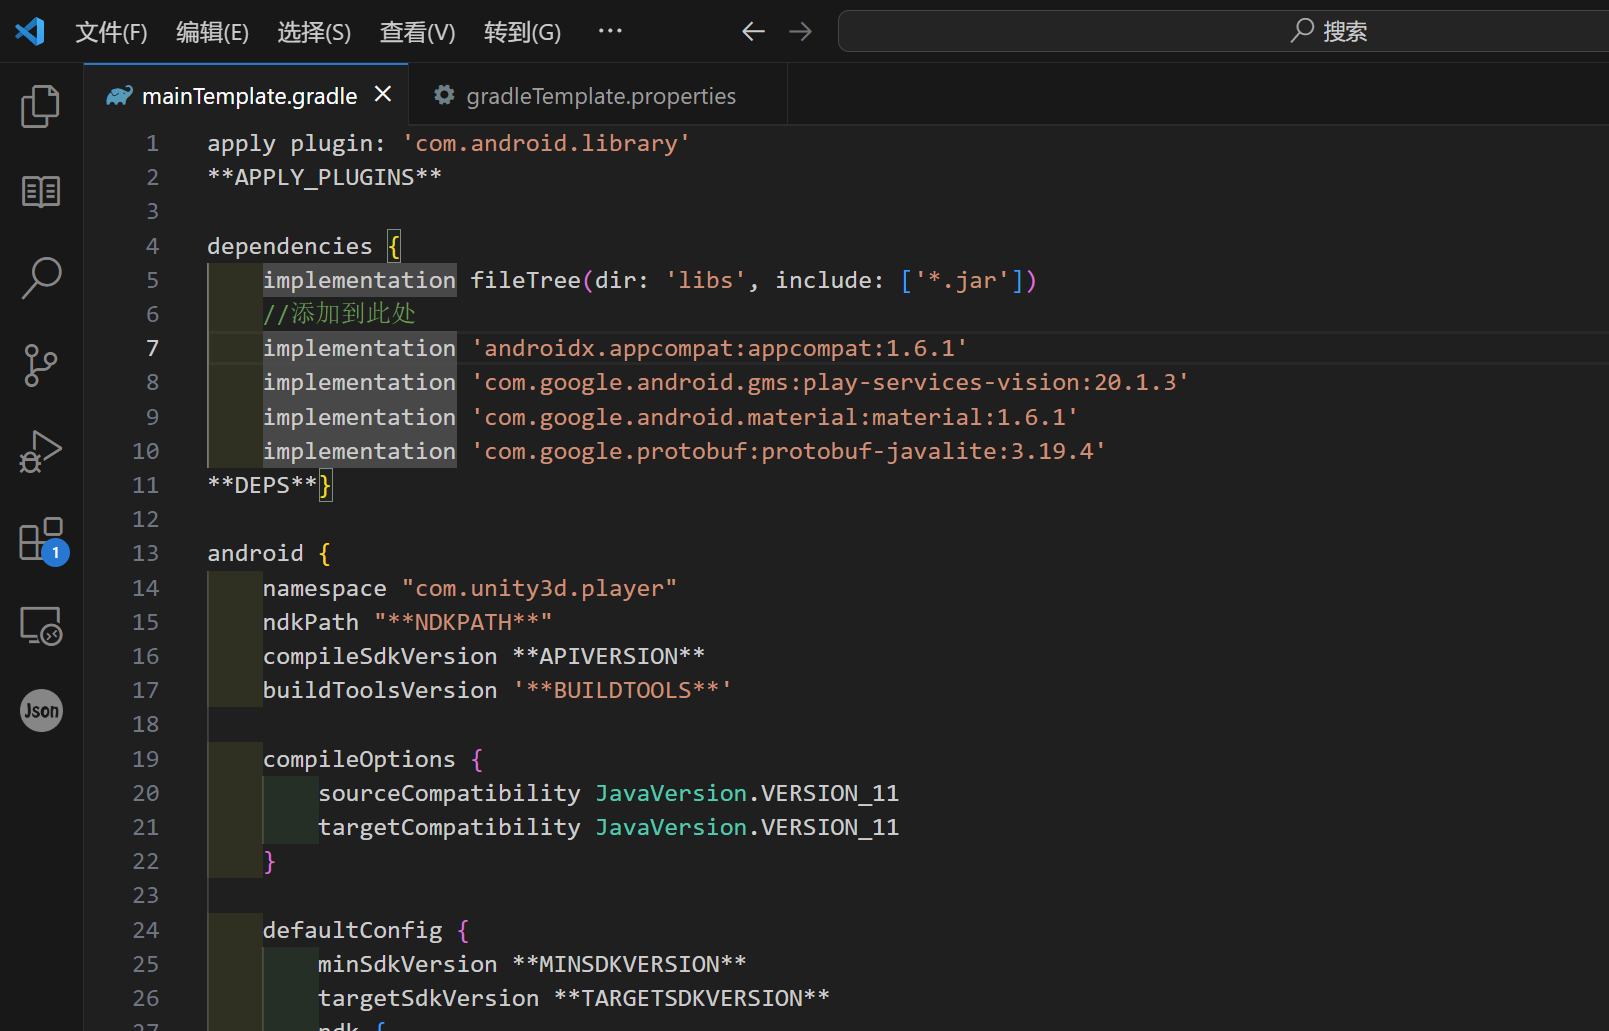 文件(F) 编辑(E) 选择(S) 查看(V) 转到(G) ··· 搜索
mainTemplate.gradle gradleTemplate.properties
1 apply plugin: 'com.android.library'
2 **APPLY_PLUGINS**
3
4 dependencies {
5 implementation fileTree(dir: 'libs', include: ['*.jar'])
6 //添加到此处
7 implementation 'androidx.appcompat:appcompat:1.6.1'
8 implementation 'com.google.android.gms:play-services-vision:20.1.3'
9 implementation 'com.google.android.material:material:1.6.1'
10 implementation 'com.google.protobuf:protobuf-javalite:3.19.4'
11 **DEPS**}
12
13 android {
14 namespace "com.unity3d.player"
15 ndkPath "**NDKPATH**"
16 compileSdkVersion **APIVERSION**
17 buildToolsVersion '**BUILDTOOLS**'
18
19 compileOptions {
20 sourceCompatibility JavaVersion.VERSION_11
21 targetCompatibility JavaVersion.VERSION_11
22 }
23
24 defaultConfig {
25 minSdkVersion **MINSDKVERSION**
26 targetSdkVersion **TARGETSDKVERSION**
27 ndk {
1
Json